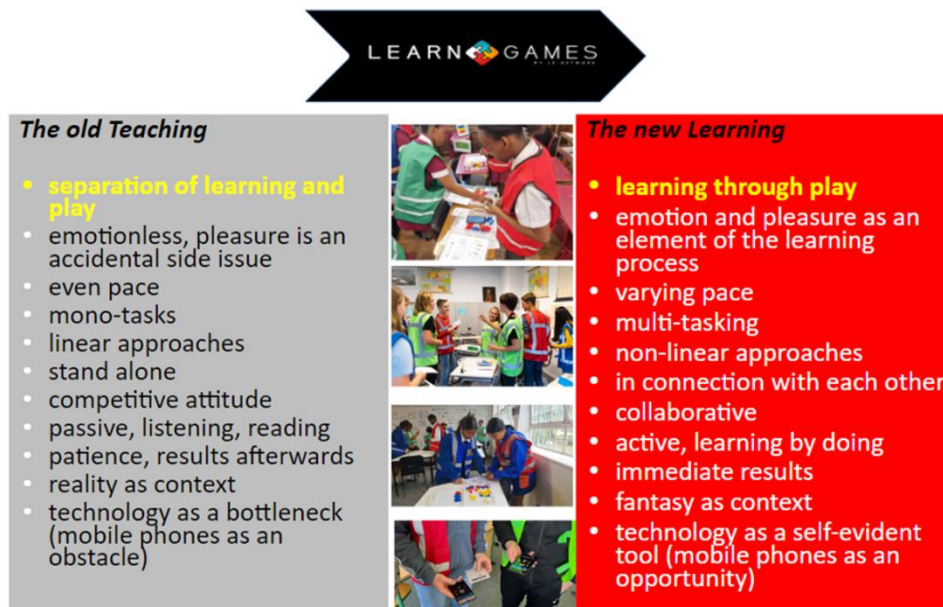 LEARN GAMES
The old Teaching
• separation of learning and
play
• emotionless, pleasure is an
accidental side issue
• even pace
• mono-tasks
• linear approaches
• stand alone
• competitive attitude
• passive, listening, reading
• patience, results afterwards
• reality as context
• technology as a bottleneck
(mobile phones as an
obstacle)
The new Learning
• learning through play
• emotion and pleasure as an
element of the learning
process
• varying pace
• multi-tasking
• non-linear approaches
• in connection with each other
• collaborative
• active, learning by doing
• immediate results
• fantasy as context
• technology as a self-evident
tool (mobile phones as an
opportunity)